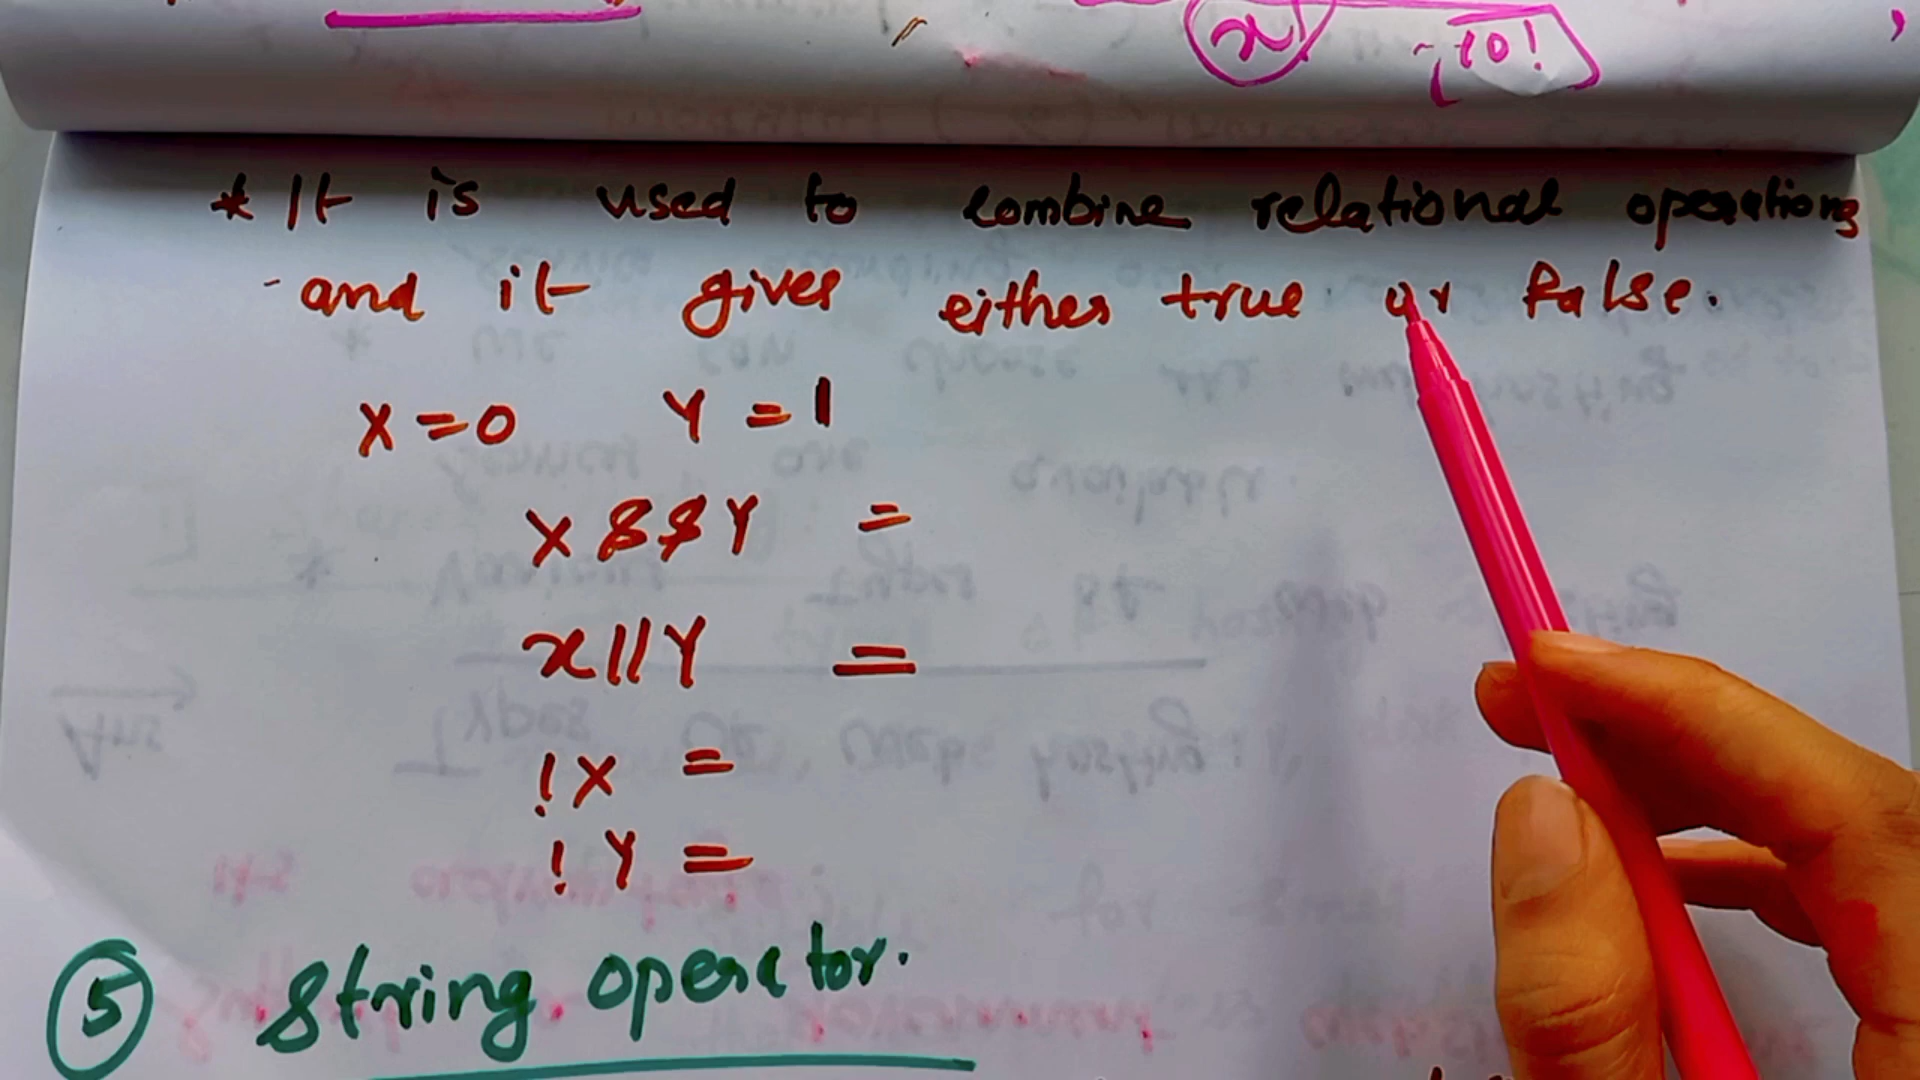 x 10!
* It is used to combine relational operations
- and it gives either true or false.
X = 0 Y = 1
X && Y =
x || Y =
! X =
! Y =
5 String operator.